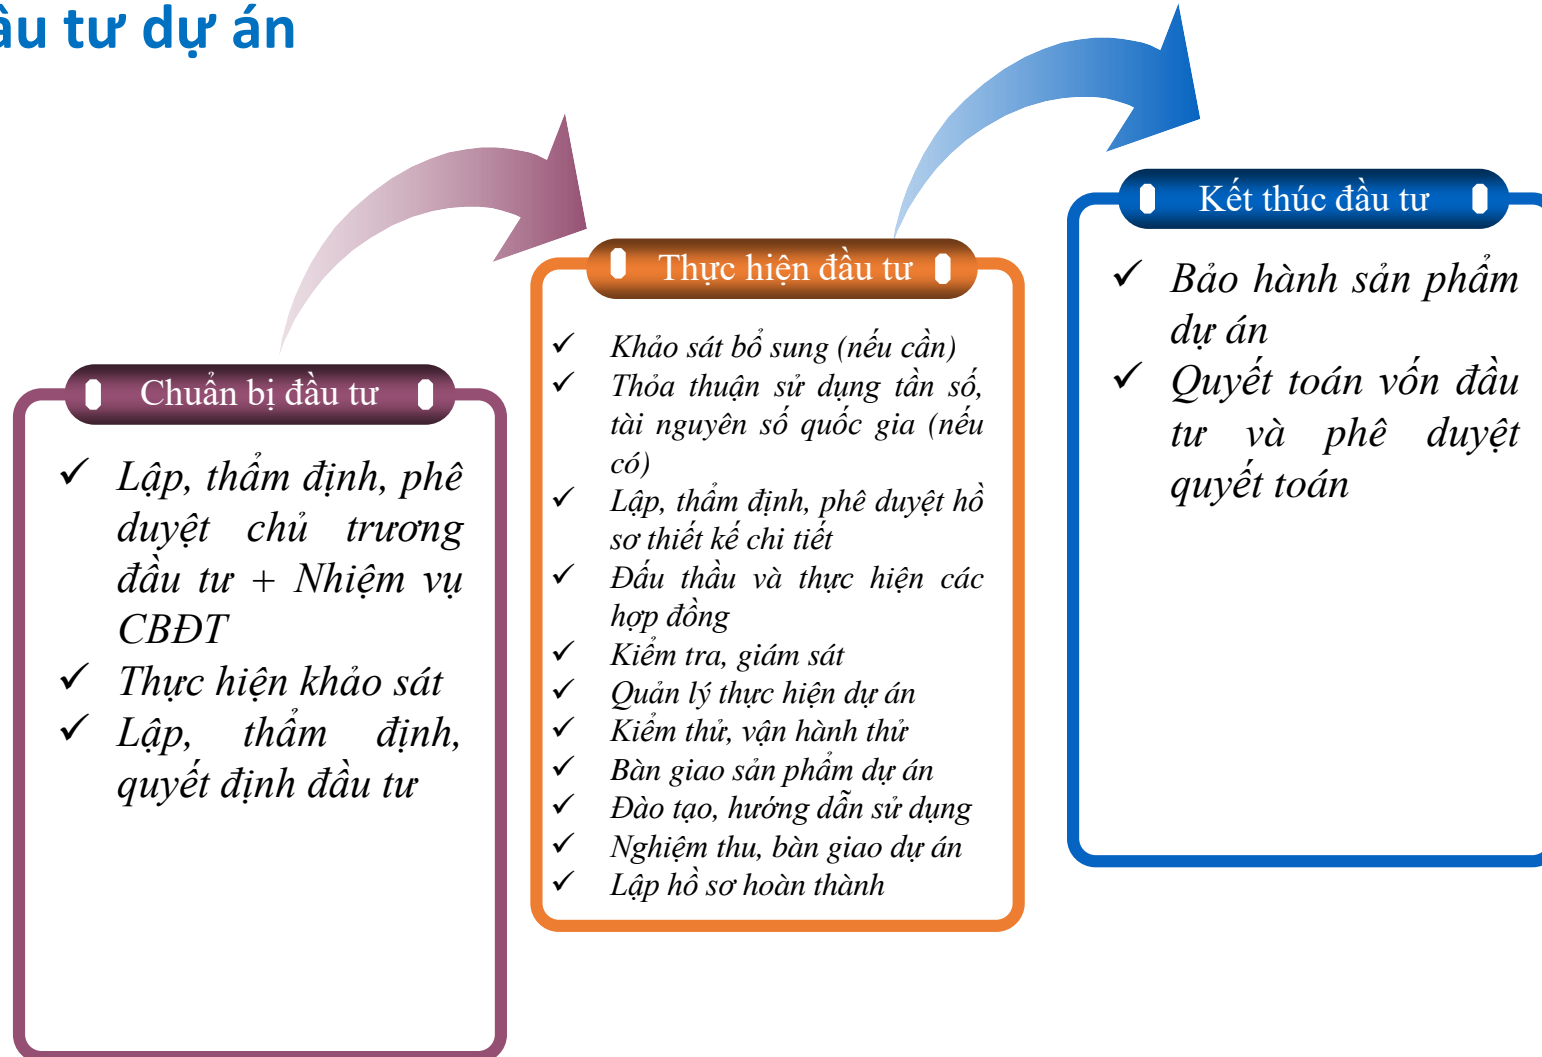 tư dự án
Chuẩn bị đầu tư
✓ Lập, thẩm định, phê
duyệt chủ trương
đầu tư + Nhiệm vụ
CBĐT
✓ Thực hiện khảo sát
✓ Lập, thẩm định,
quyết định đầu tư
Thực hiện đầu tư
✓ Khảo sát bổ sung (nếu cần)
✓ Thỏa thuận sử dụng tần số,
tài nguyên số quốc gia (nếu
có)
✓ Lập, thẩm định, phê duyệt hồ
sơ thiết kế chi tiết
✓ Đấu thầu và thực hiện các
hợp đồng
✓ Kiểm tra, giám sát
✓ Quản lý thực hiện dự án
✓ Kiểm thử, vận hành thử
✓ Bàn giao sản phẩm dự án
✓ Đào tạo, hướng dẫn sử dụng
✓ Nghiệm thu, bàn giao dự án
✓ Lập hồ sơ hoàn thành
Kết thúc đầu tư
✓ Bảo hành sản phẩm
dự án
✓ Quyết toán vốn đầu
tư và phê duyệt
quyết toán